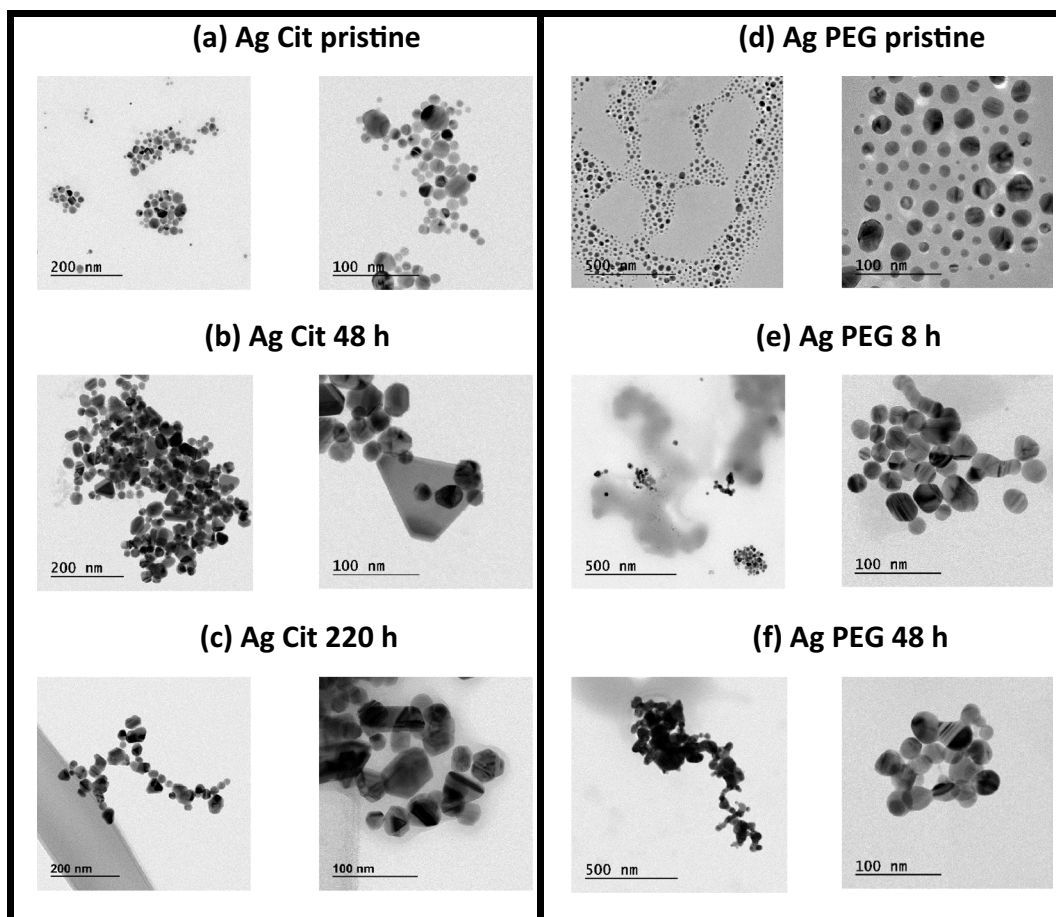 (a) Ag Cit pristine
200 nm
100 nm
(b) Ag Cit 48 h
200 nm
100 nm
(c) Ag Cit 220 h
200 nm
100 nm
(d) Ag PEG pristine
500 nm
100 nm
(e) Ag PEG 8 h
500 nm
100 nm
(f) Ag PEG 48 h
500 nm
100 nm